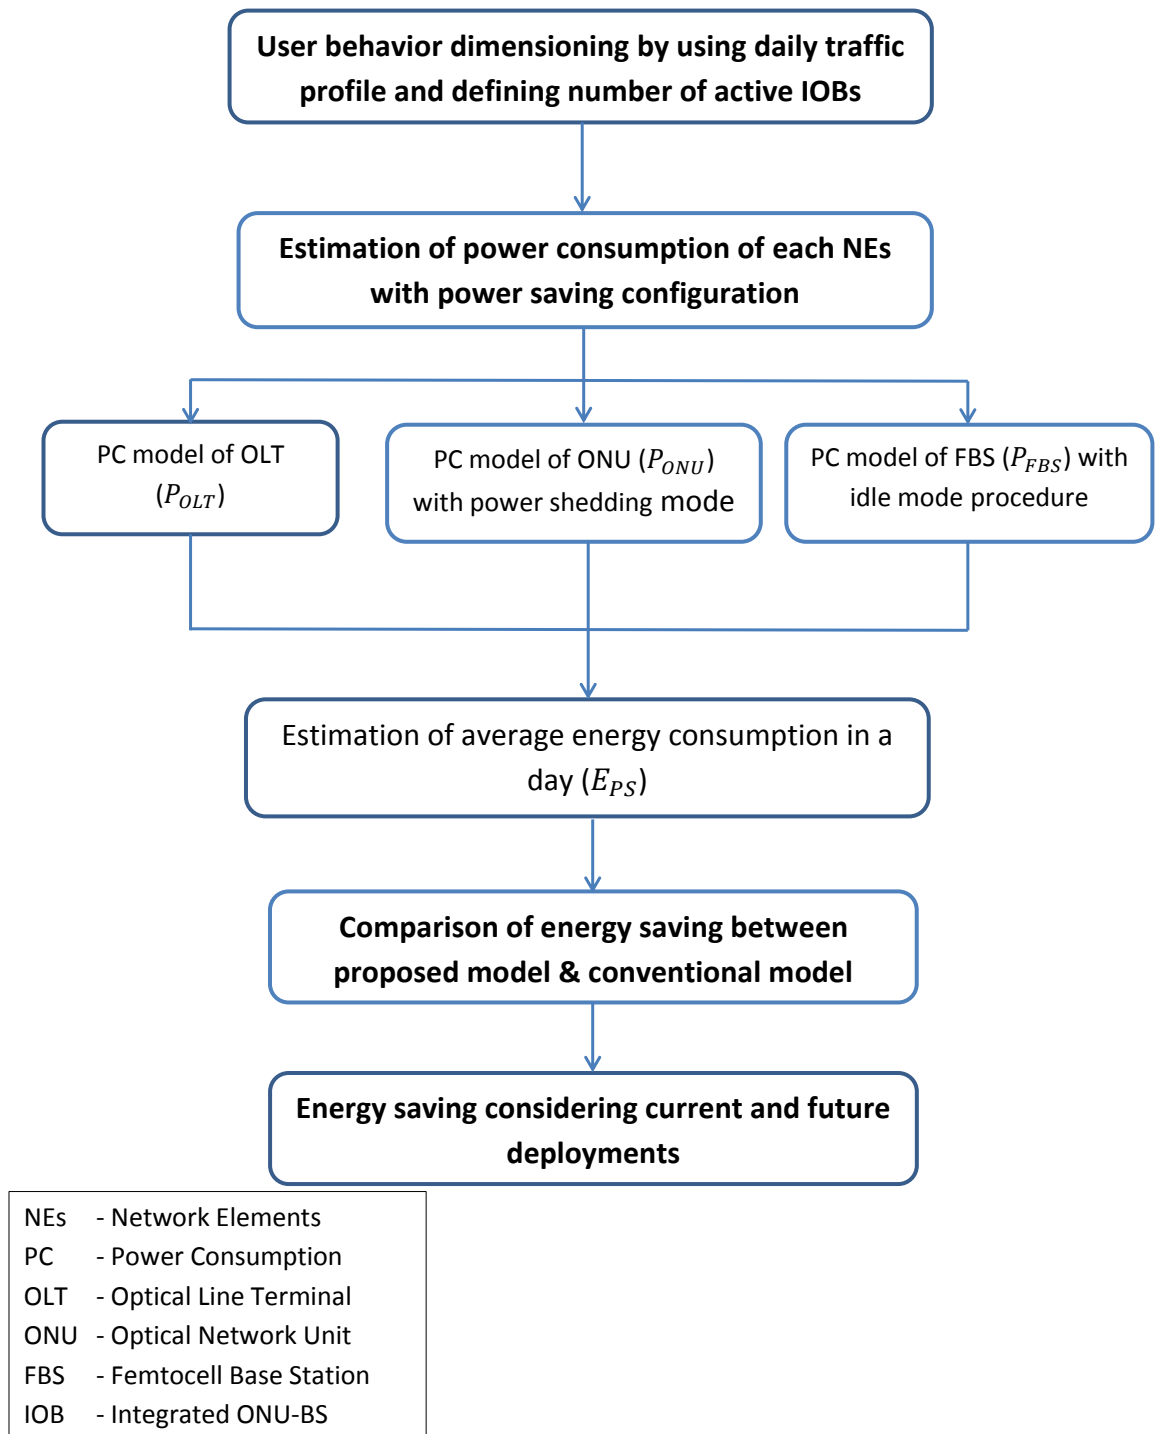 User behavior dimensioning by using daily traffic
profile and defining number of active IOBs
Estimation of power consumption of each NEs
with power saving configuration
PC model of OLT
(P_OLT)
PC model of ONU (P_ONU)
with power shedding mode
PC model of FBS (P_FBS) with
idle mode procedure
Estimation of average energy consumption in a
day (E_PS)
Comparison of energy saving between
proposed model & conventional model
Energy saving considering current and future
deployments
NEs - Network Elements
PC - Power Consumption
OLT - Optical Line Terminal
ONU - Optical Network Unit
FBS - Femtocell Base Station
IOB - Integrated ONU-BS